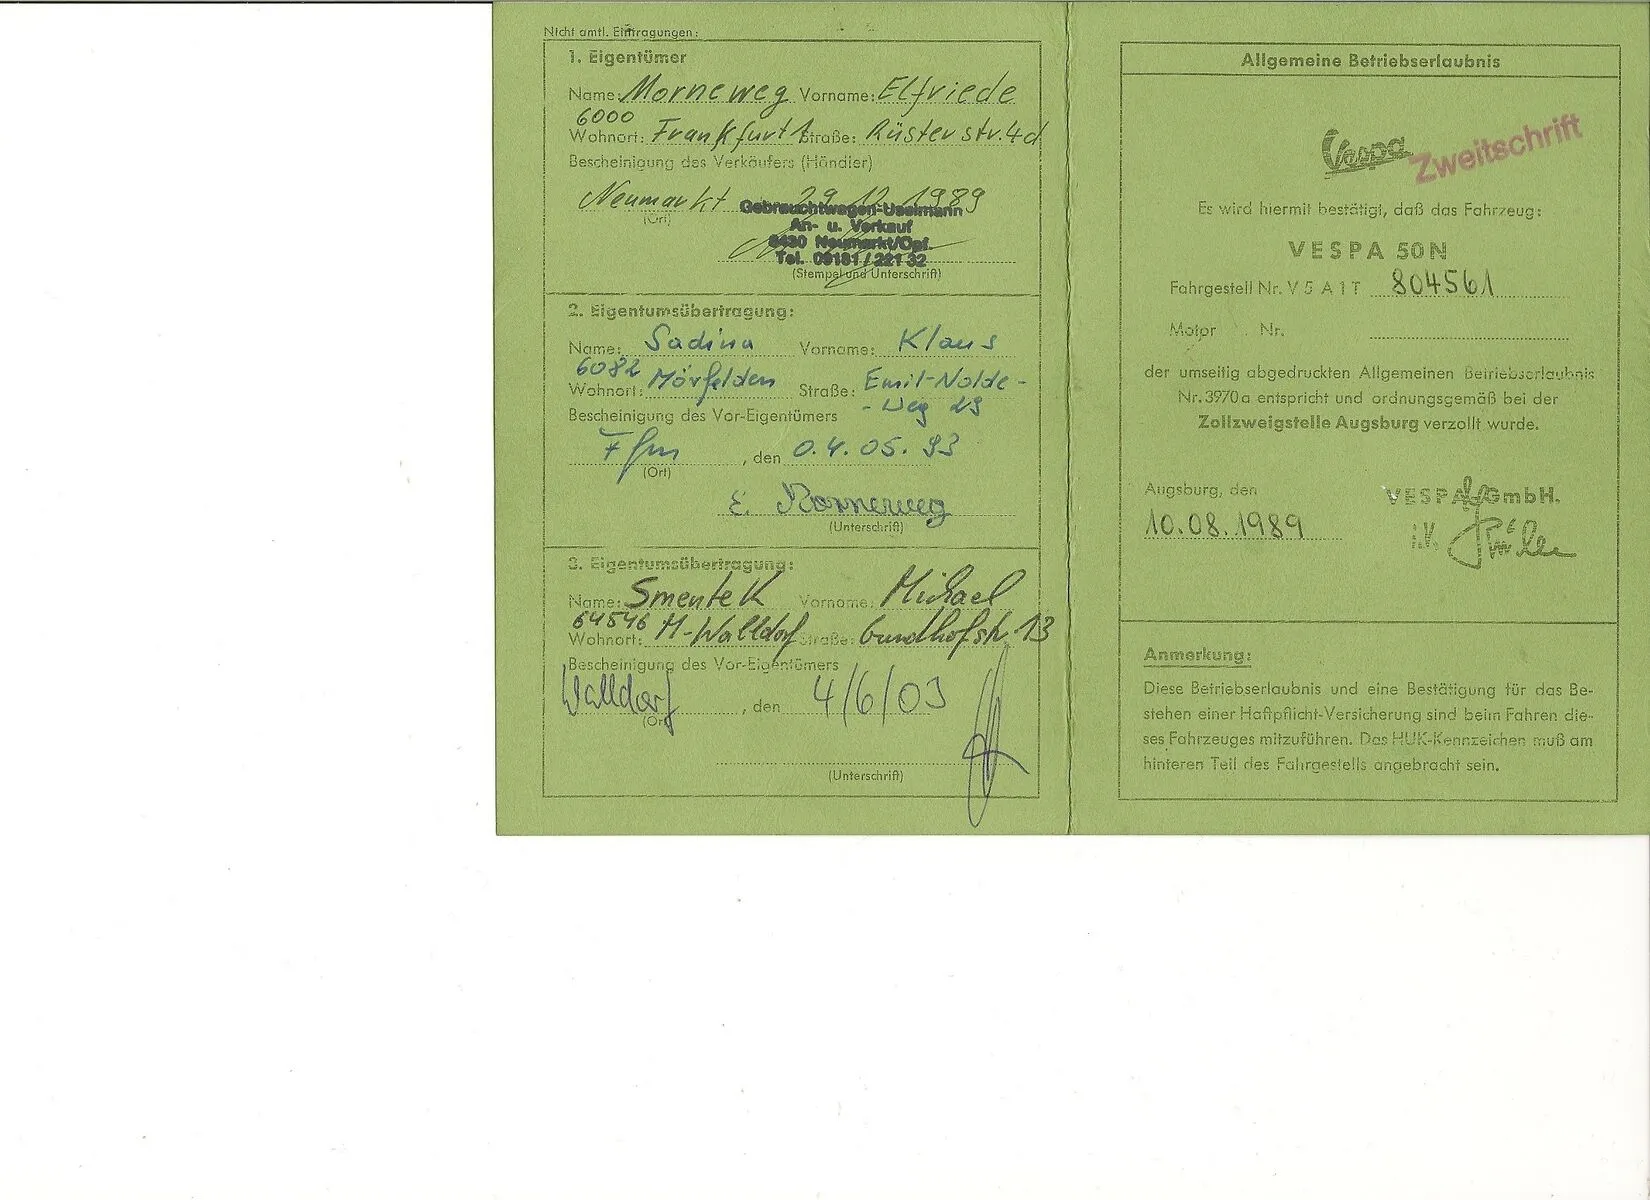 Nicht amtl. Eintragungen:
1. Eigentümer
Name: Morneweg Vorname: Elfriede
6000
Wohnort: Frankfurt 1 Straße: Rüsterstr. 4d
Bescheinigung des Verkäufers (Händler)
Neumarkt 29.12.1989
(Ort)
Gebrauchtwagen-Uselmann
An- u. Verkauf
8430 Neumarkt/Opf.
Tel. 09181 / 221 32
(Stempel und Unterschrift)
2. Eigentumsübertragung:
Name: Sadina Vorname: Klaus
6082
Wohnort: Mörfelden Straße: Emil-Nolde-
Bescheinigung des Vor-Eigentümers - Weg 29
Ffm, den 04.05.93
(Ort)
E. Morneweg
(Unterschrift)
3. Eigentumsübertragung:
Name: Smentek Vorname: Michael
64546
Wohnort: M-Walldorf Straße: Gundhofstr. 13
Bescheinigung des Vor-Eigentümers
Walldorf, den 4/6/03
(Ort)
(Unterschrift)
Allgemeine Betriebserlaubnis
Vespa
Zweitschrift
Es wird hiermit bestätigt, daß das Fahrzeug:
VESPA 50N
Fahrgestell Nr. V 5 A 1 T 804561
Motor Nr.
der umseitig abgedruckten Allgemeinen Betriebserlaubnis
Nr. 3970a entspricht und ordnungsgemäß bei der
Zollzweigstelle Augsburg verzollt wurde.
Augsburg, den
10.08.1989
VESPA GmbH.
i.V.
Anmerkung:
Diese Betriebserlaubnis und eine Bestätigung für das Be-
stehen einer Haftpflicht-Versicherung sind beim Fahren die-
ses Fahrzeuges mitzuführen. Das HUK-Kennzeichen muß am
hinteren Teil des Fahrgestells angebracht sein.